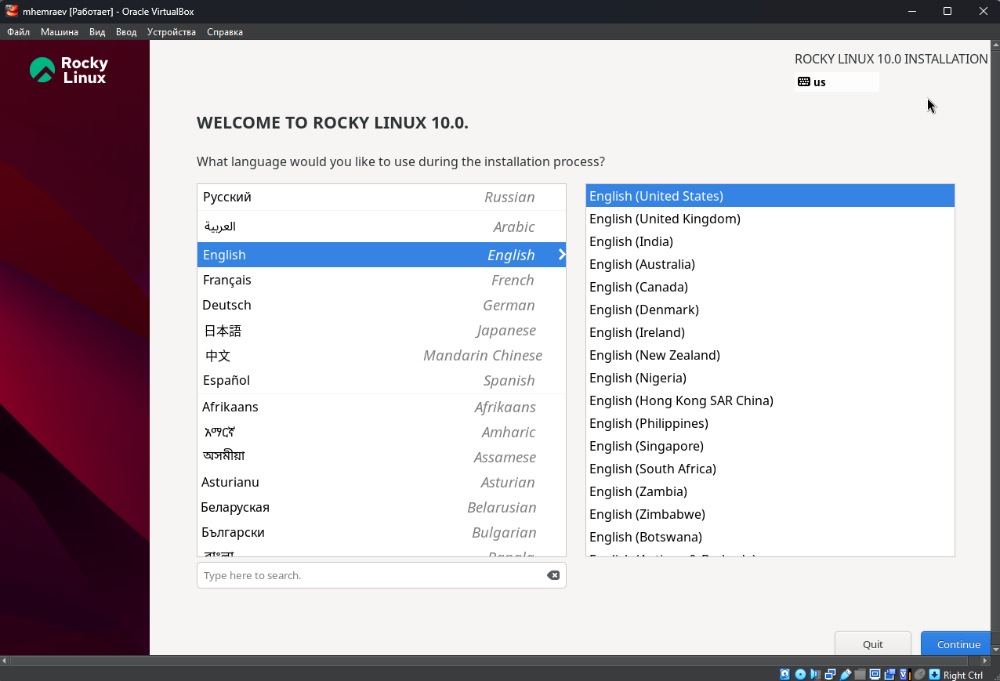 mhemraev [Работает] - Oracle VirtualBox
Файл Машина Вид Ввод Устройства Справка
Rocky
Linux
ROCKY LINUX 10.0 INSTALLATION
us
WELCOME TO ROCKY LINUX 10.0.
What language would you like to use during the installation process?
Русский Russian
العربية Arabic
English English
Français French
Deutsch German
日本語 Japanese
中文 Mandarin Chinese
Español Spanish
Afrikaans Afrikaans
አማርኛ Amharic
অসমীয়া Assamese
Asturianu Asturian
Беларуская Belarusian
Български Bulgarian
বাংলা Bangla
English (United States)
English (United Kingdom)
English (India)
English (Australia)
English (Canada)
English (Denmark)
English (Ireland)
English (New Zealand)
English (Nigeria)
English (Hong Kong SAR China)
English (Philippines)
English (Singapore)
English (South Africa)
English (Zambia)
English (Zimbabwe)
English (Botswana)
English (Antigua & Barbuda)
Type here to search.
Quit Continue
Right Ctrl